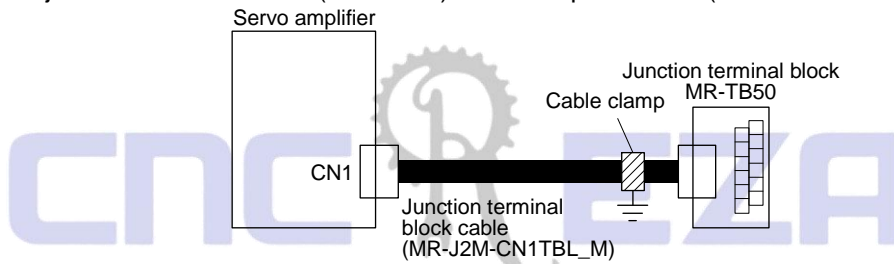 Servo amplifier
Junction terminal block
MR-TB50
Cable clamp
CN1
Junction terminal
block cable
(MR-J2M-CN1TBL_M)
CNC
EZA